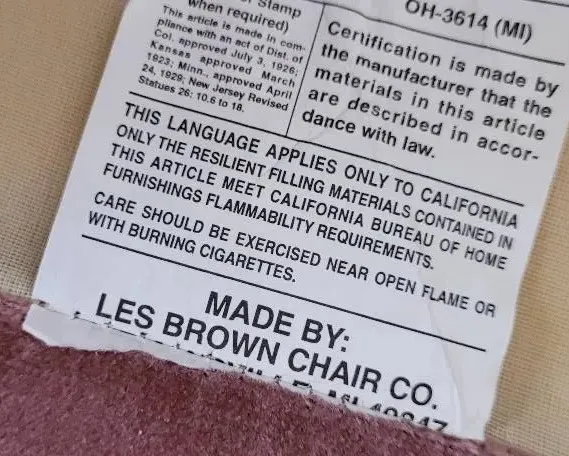 Stamp
when required)
This article is made in com-
pliance with an act of Dist. of
Col. approved July 3, 1926;
Kansas approved March
1923; Minn., approved April
24, 1929; New Jersey Revised
Statues 26: 10.6 to 18.
OH-3614 (MI)
Cernification is made by
the manufacturer that the
materials in this article
are described in accor-
dance with law.
THIS LANGUAGE APPLIES ONLY TO CALIFORNIA
ONLY THE RESILIENT FILLING MATERIALS CONTAINED IN
THIS ARTICLE MEET CALIFORNIA BUREAU OF HOME
FURNISHINGS FLAMMABILITY REQUIREMENTS.
CARE SHOULD BE EXERCISED NEAR OPEN FLAME OR
WITH BURNING CIGARETTES.
MADE BY:
LES BROWN CHAIR CO.